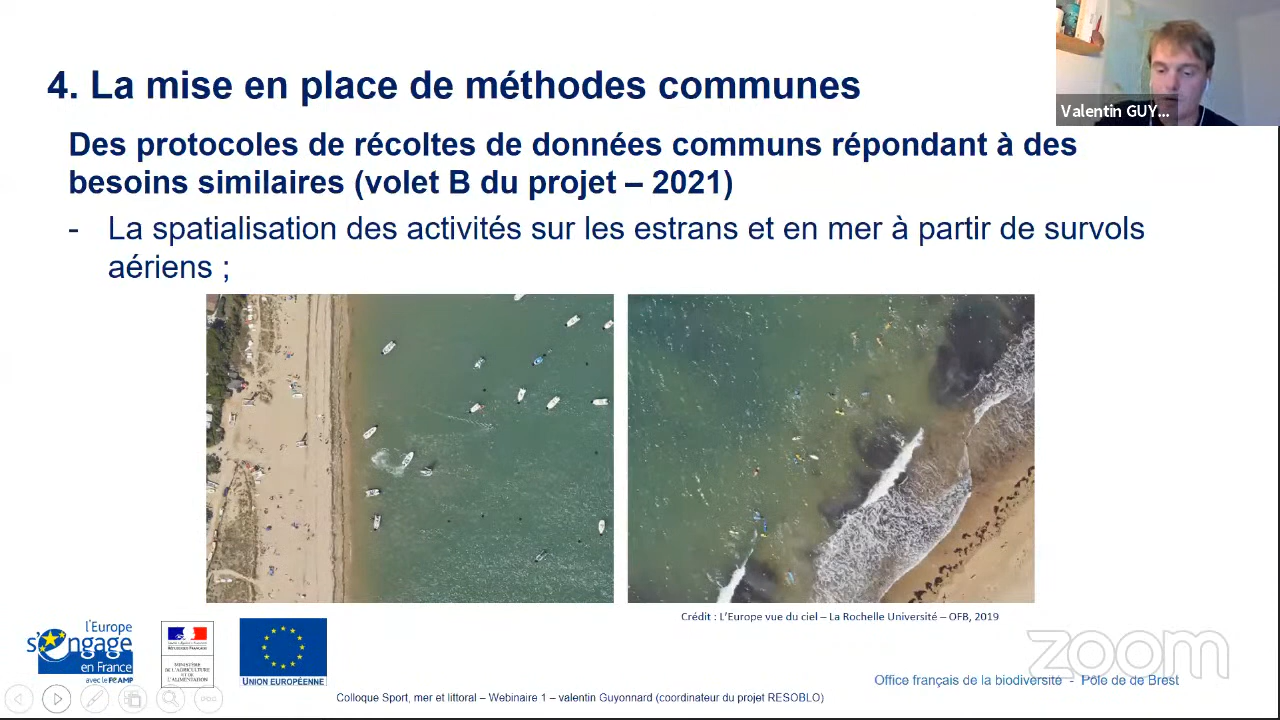 4. La mise en place de méthodes communes
Valentin GUY...
Des protocoles de récoltes de données communs répondant à des
besoins similaires (volet B du projet – 2021)
- La spatialisation des activités sur les estrans et en mer à partir de survols
aériens ;
Crédit : L'Europe vue du ciel – La Rochelle Université – OFB, 2019
l'Europe
s'engage
en France
avec le FEAMP
RÉPUBLIQUE FRANÇAISE
MINISTÈRE
DE L'AGRICULTURE
ET DE
L'ALIMENTATION
UNION EUROPÉENNE
zoom
Office français de la biodiversité - Pôle de de Brest
Colloque Sport, mer et littoral – Webinaire 1 – valentin Guyonnard (coordinateur du projet RESOBLO)